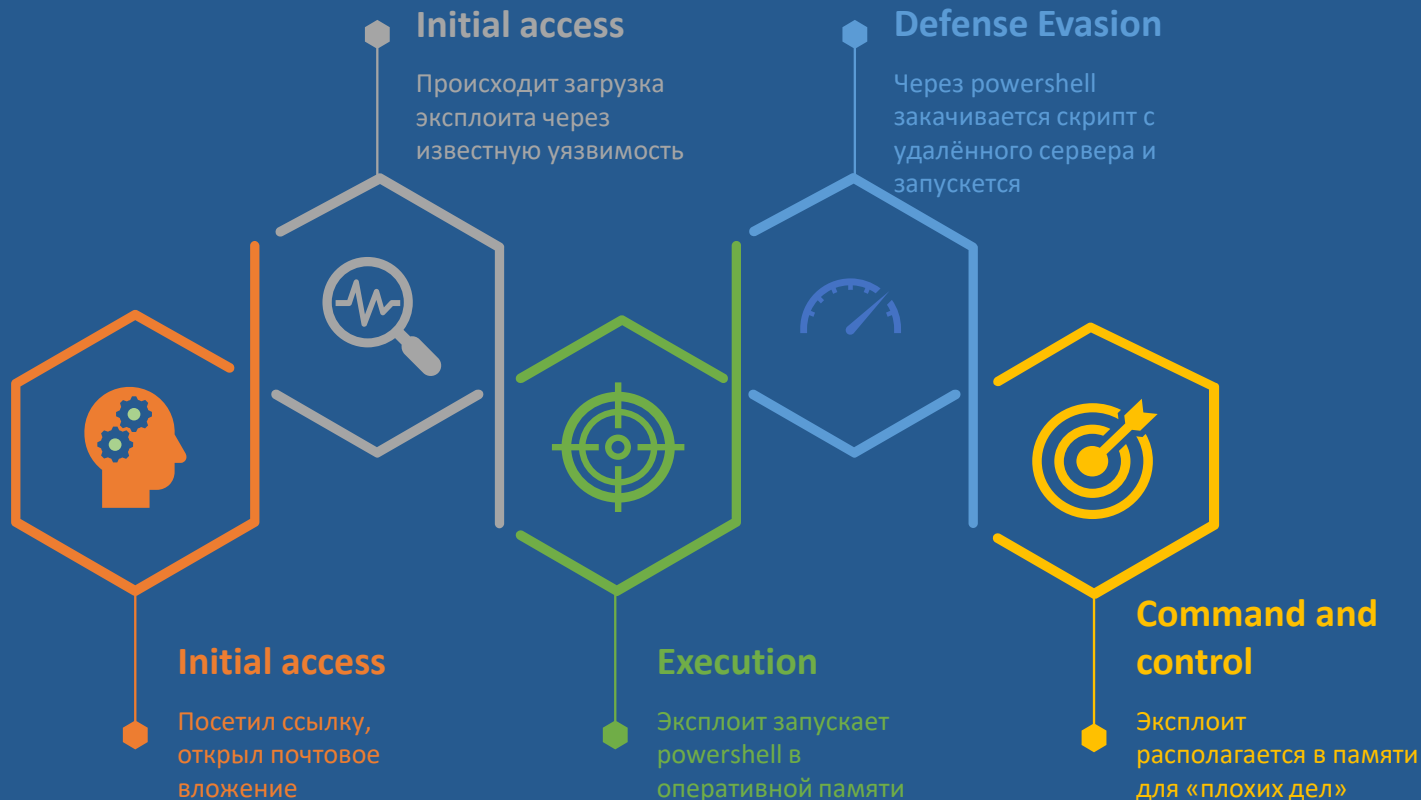 Initial access
Происходит загрузка
эксплоита через
известную уязвимость
Defense Evasion
Через powershell
закачивается скрипт с
удалённого сервера и
запускется
Initial access
Посетил ссылку,
открыл почтовое
вложение
Execution
Эксплоит запускает
powershell в
оперативной памяти
Command and
control
Эксплоит
располагается в памяти
для «плохих дел»